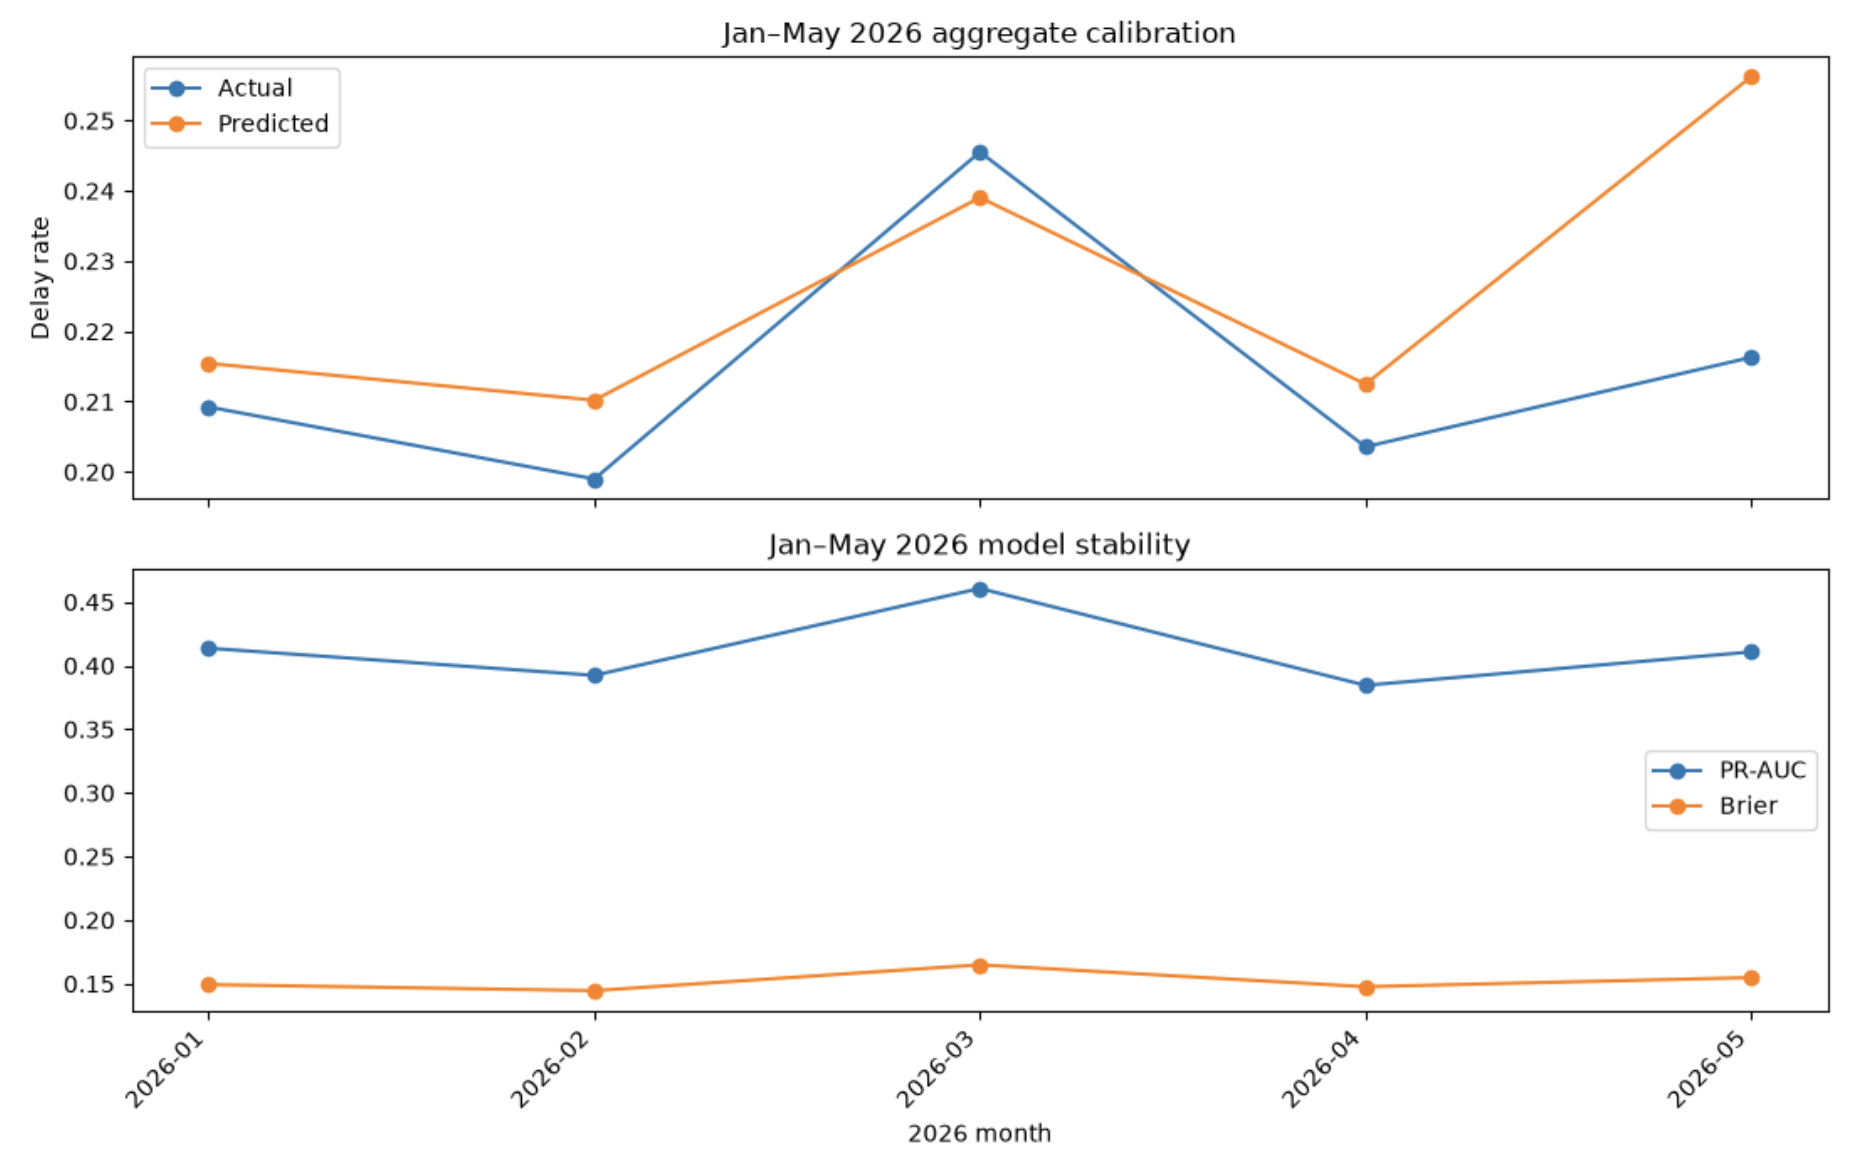 Jan–May 2026 aggregate calibration
Actual
Predicted
Delay rate
0.25
0.24
0.23
0.22
0.21
0.20
Jan–May 2026 model stability
0.45
0.40
0.35
0.30
0.25
0.20
0.15
PR-AUC
Brier
2026-01
2026-02
2026-03
2026-04
2026-05
2026 month